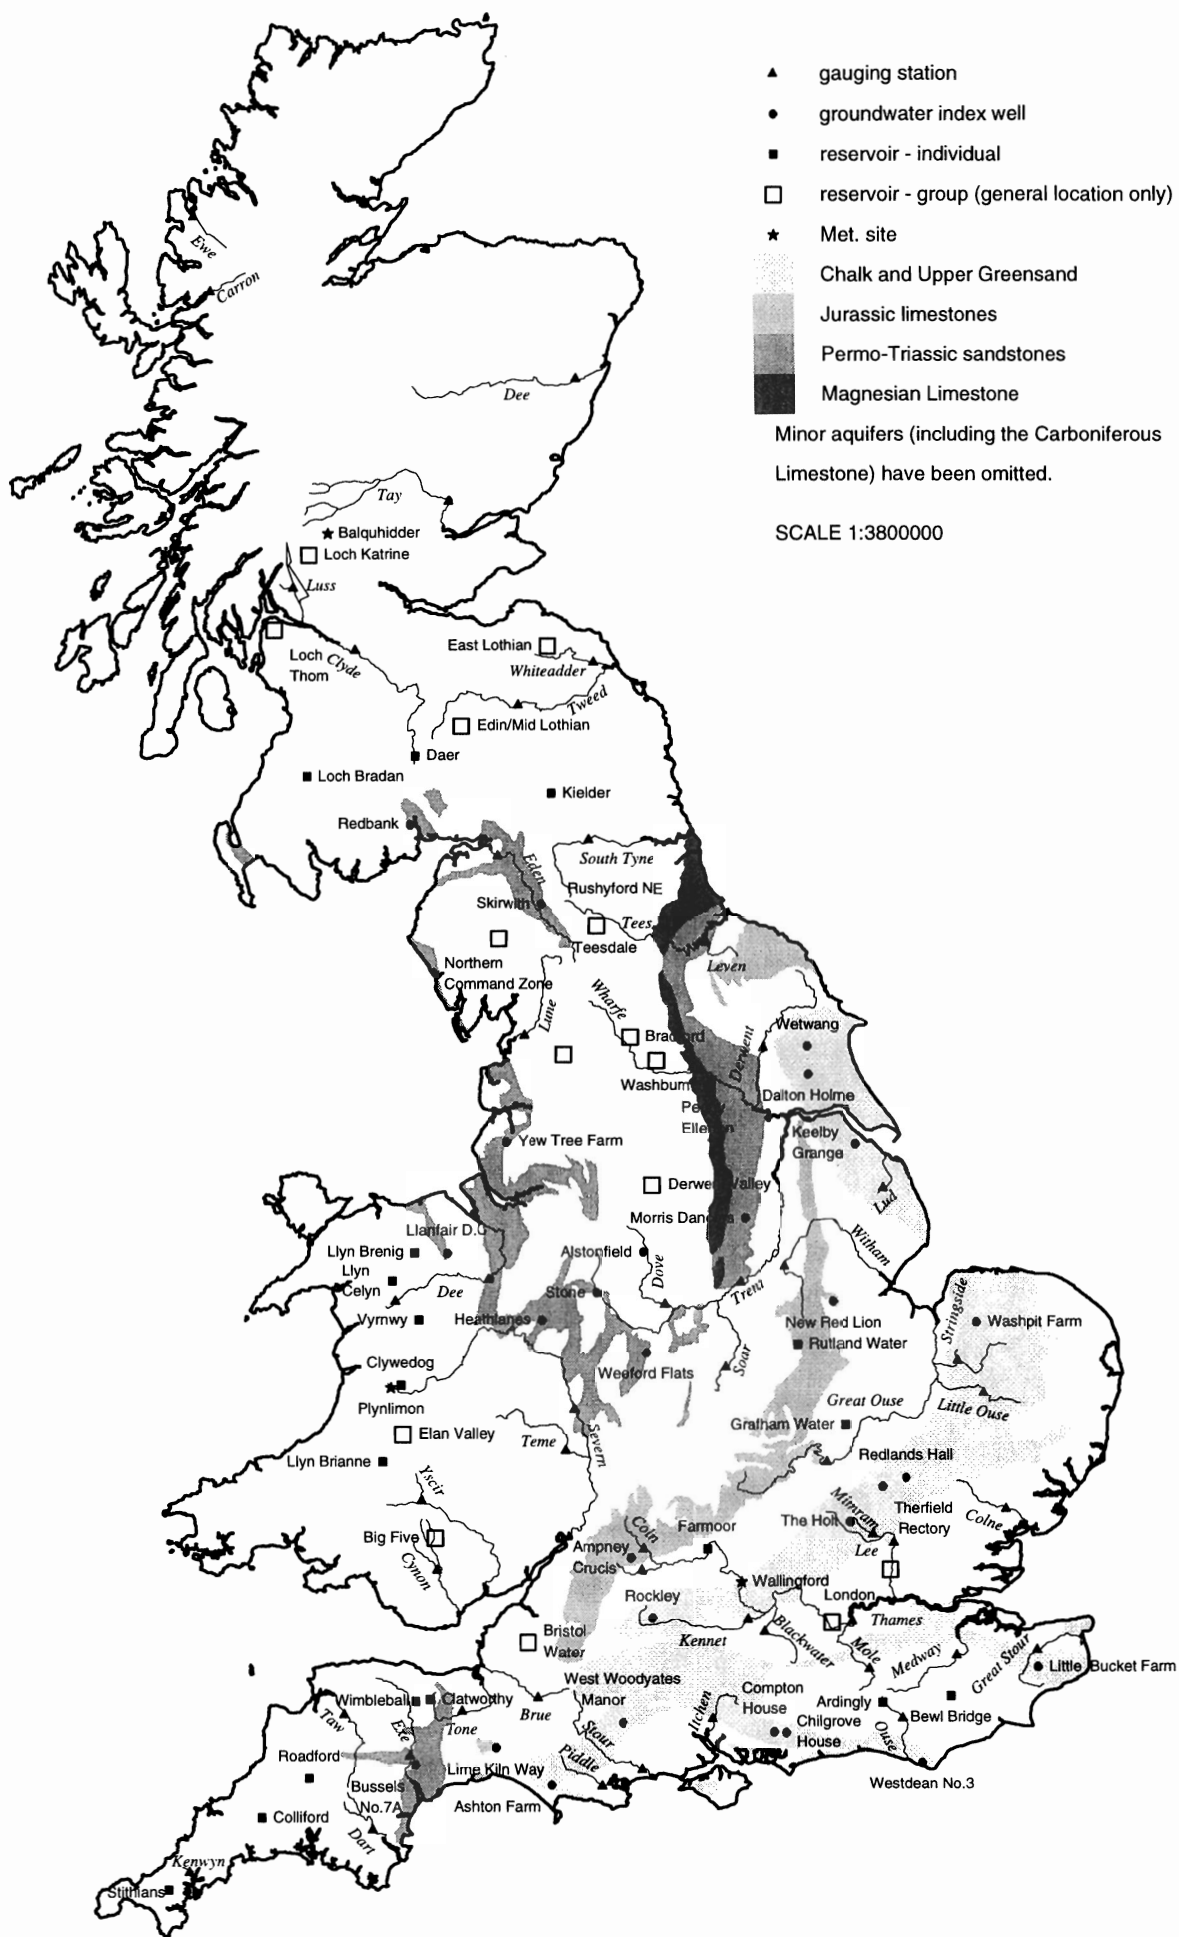 gauging station
groundwater index well
reservoir - individual
reservoir - group (general location only)
Met. site
Chalk and Upper Greensand
Jurassic limestones
Permo-Triassic sandstones
Magnesian Limestone
Minor aquifers (including the Carboniferous
Limestone) have been omitted.
SCALE 1:3800000
Ewe
Carron
Dee
Tay
Balquhidder
Loch Katrine
Luss
East Lothian
Loch
Thom
Clyde
Whiteadder
Tweed
Edin/Mid Lothian
Daer
Loch Bradan
Kielder
Redbank
South Tyne
Eden
Rushyford NE
Skirwith
Tees
Teesdale
Northern
Command Zone
Leven
Lune
Wharfe
Wetwang
Bradford
Derwent
Washburn
Dalton Holme
Keelby
Grange
Yew Tree Farm
Derwent Valley
Lud
Morris Dancers
Llanfair D.C
Witham
Llyn Brenig
Alstonfield
Llyn
Celyn
Dee
Dove
Trent
Stone
Stringside
Vyrnwy
Heathlanes
New Red Lion
Washpit Farm
Rutland Water
Clywedog
Weeford Flats
Soar
Plynlimon
Great Ouse
Little Ouse
Grafham Water
Elan Valley
Teme
Severn
Llyn Brianne
Redlands Hall
Yscir
Mimram
Therfield
Rectory
Colne
The Holt
Coln
Farmoor
Big Five
Ampney
Crucis
Lee
Cynon
Wallingford
London
Rockley
Thames
Kennet
Blackwater
Mole
Medway
Great Stour
Bristol
Water
Little Bucket Farm
West Woodyates
Manor
Compton
House
Wimbleball
Clatworthy
Ardingly
Itchen
Chilgrove
House
Bewl Bridge
Taw
Exe
Tone
Brue
Stour
Ouse
Roadford
Piddle
Lime Kiln Way
Bussels
No.7A
Westdean No.3
Ashton Farm
Colliford
Dart
Kenwyn
Stithians